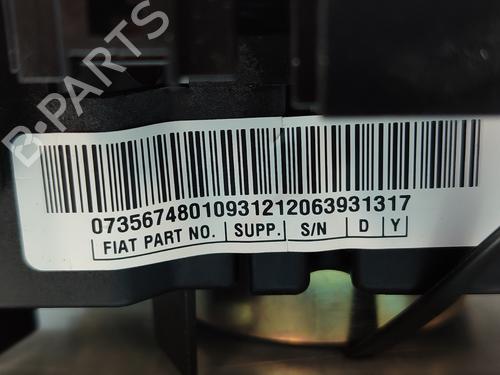 B-PARTS
07356748010931212063931317
FIAT PART NO. SUPP. S/N D Y